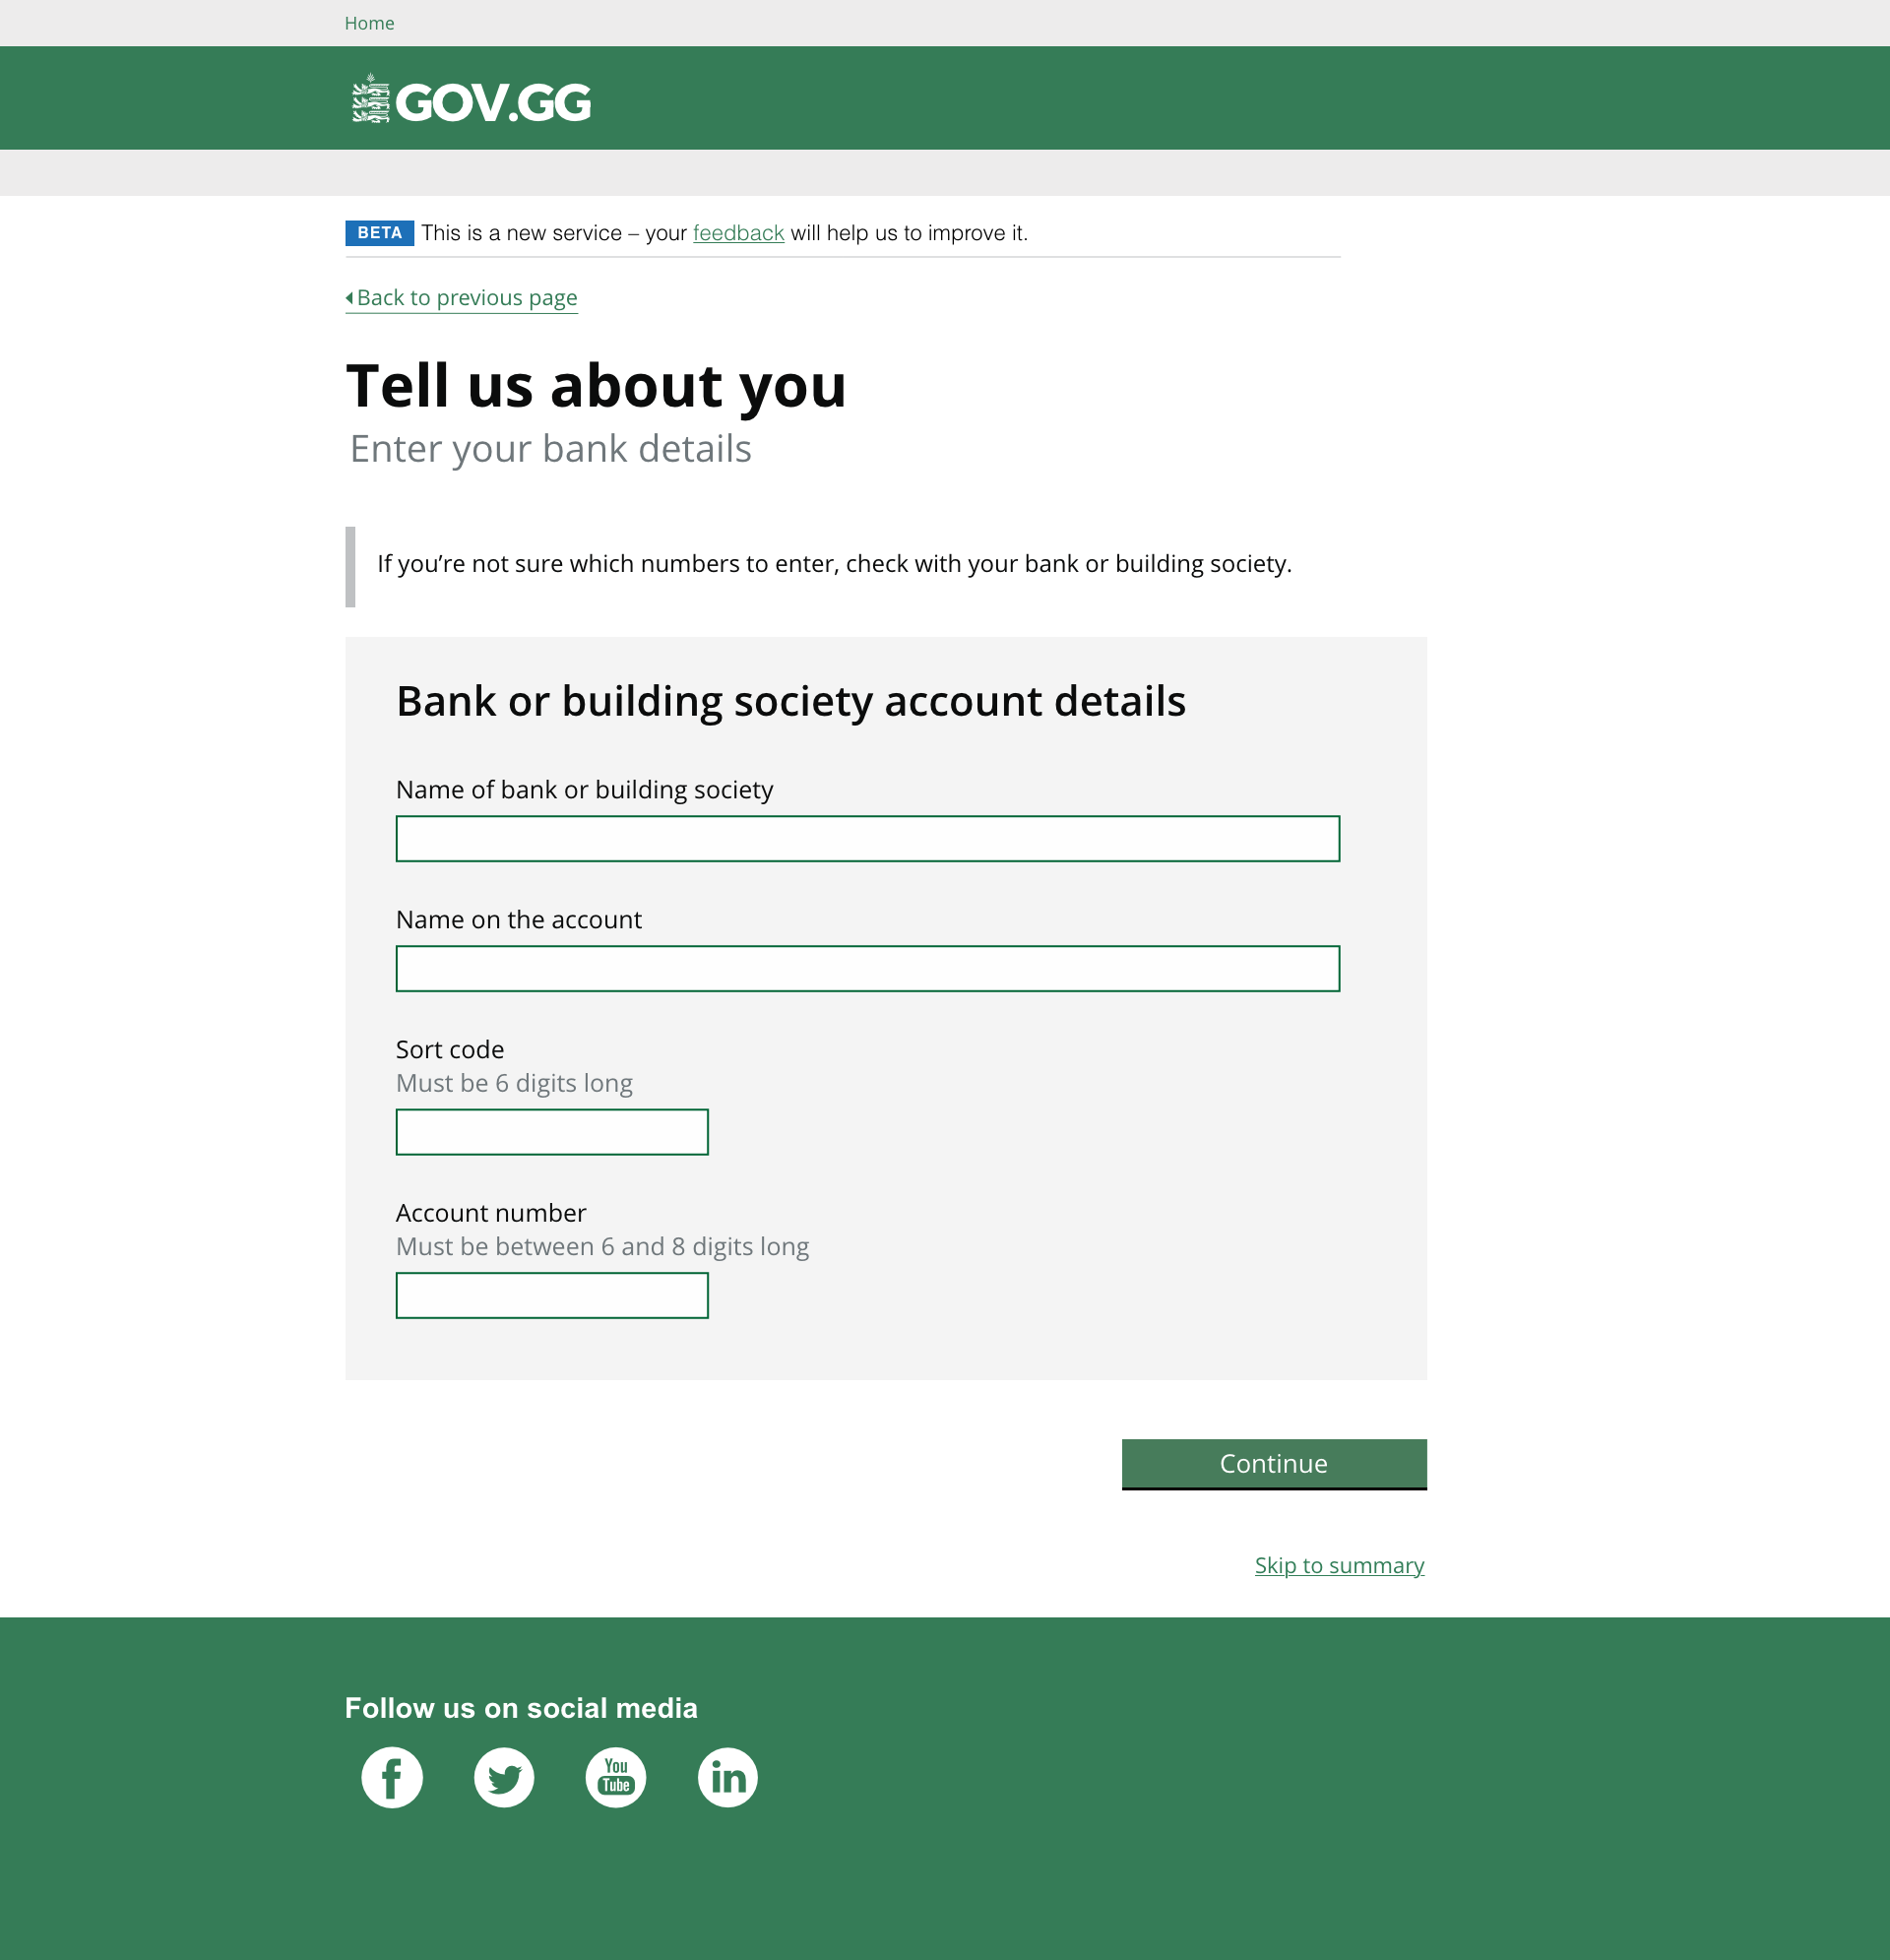 Home
GOV.GG
BETA This is a new service – your feedback will help us to improve it.
Back to previous page
Tell us about you
Enter your bank details
If you’re not sure which numbers to enter, check with your bank or building society.
Bank or building society account details
Name of bank or building society
Name on the account
Sort code
Must be 6 digits long
Account number
Must be between 6 and 8 digits long
Continue
Skip to summary
Follow us on social media
f You Tube in